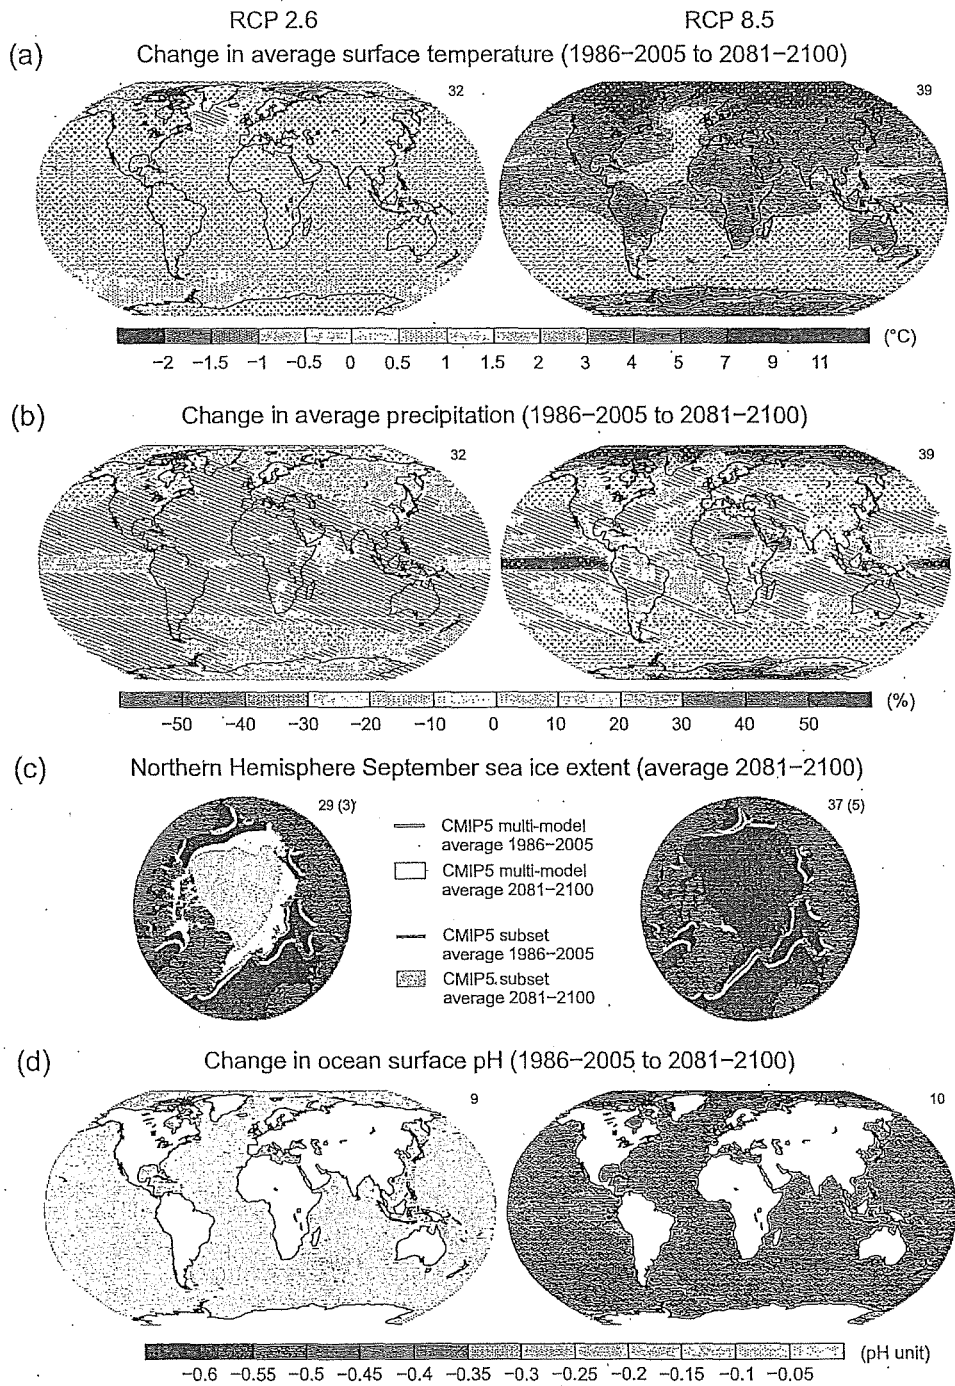 RCP 2.6 RCP 8.5
(a) Change in average surface temperature (1986−2005 to 2081−2100)
32 39
−2 −1.5 −1 −0.5 0 0.5 1 1.5 2 3 4 5 7 9 11 (°C)
(b) Change in average precipitation (1986−2005 to 2081−2100)
32 39
−50 −40 −30 −20 −10 0 10 20 30 40 50 (%)
(c) Northern Hemisphere September sea ice extent (average 2081−2100)
29 (3) 37 (5)
CMIP5 multi-model
average 1986−2005
CMIP5 multi-model
average 2081−2100
CMIP5 subset
average 1986−2005
CMIP5 subset
average 2081−2100
(d) Change in ocean surface pH (1986−2005 to 2081−2100)
9 10
−0.6 −0.55 −0.5 −0.45 −0.4 −0.35 −0.3 −0.25 −0.2 −0.15 −0.1 −0.05 (pH unit)